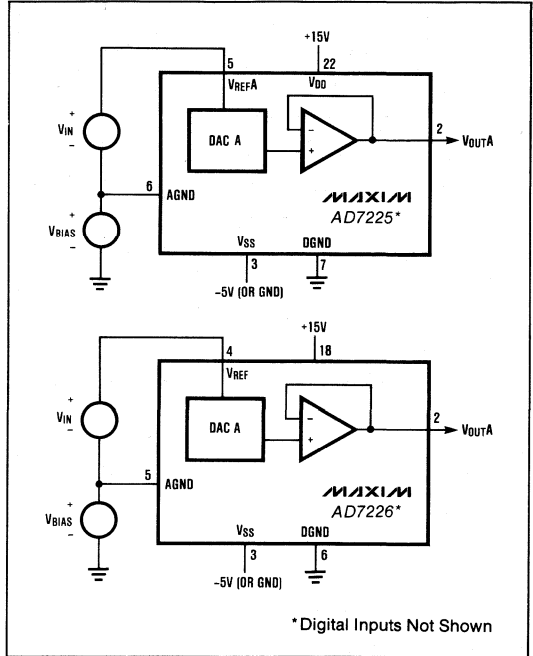 +15V
5
22
VREFA
VDD
+
VIN
-
DAC A
-
+
2
VOUTA
6
AGND
MAXIM
AD7225*
+
VBIAS
-
VSS
DGND
3
7
-5V (OR GND)
+15V
4
18
VREF
+
VIN
-
DAC A
-
+
2
VOUTA
5
AGND
MAXIM
AD7226*
+
VBIAS
-
VSS
DGND
3
6
-5V (OR GND)
*Digital Inputs Not Shown